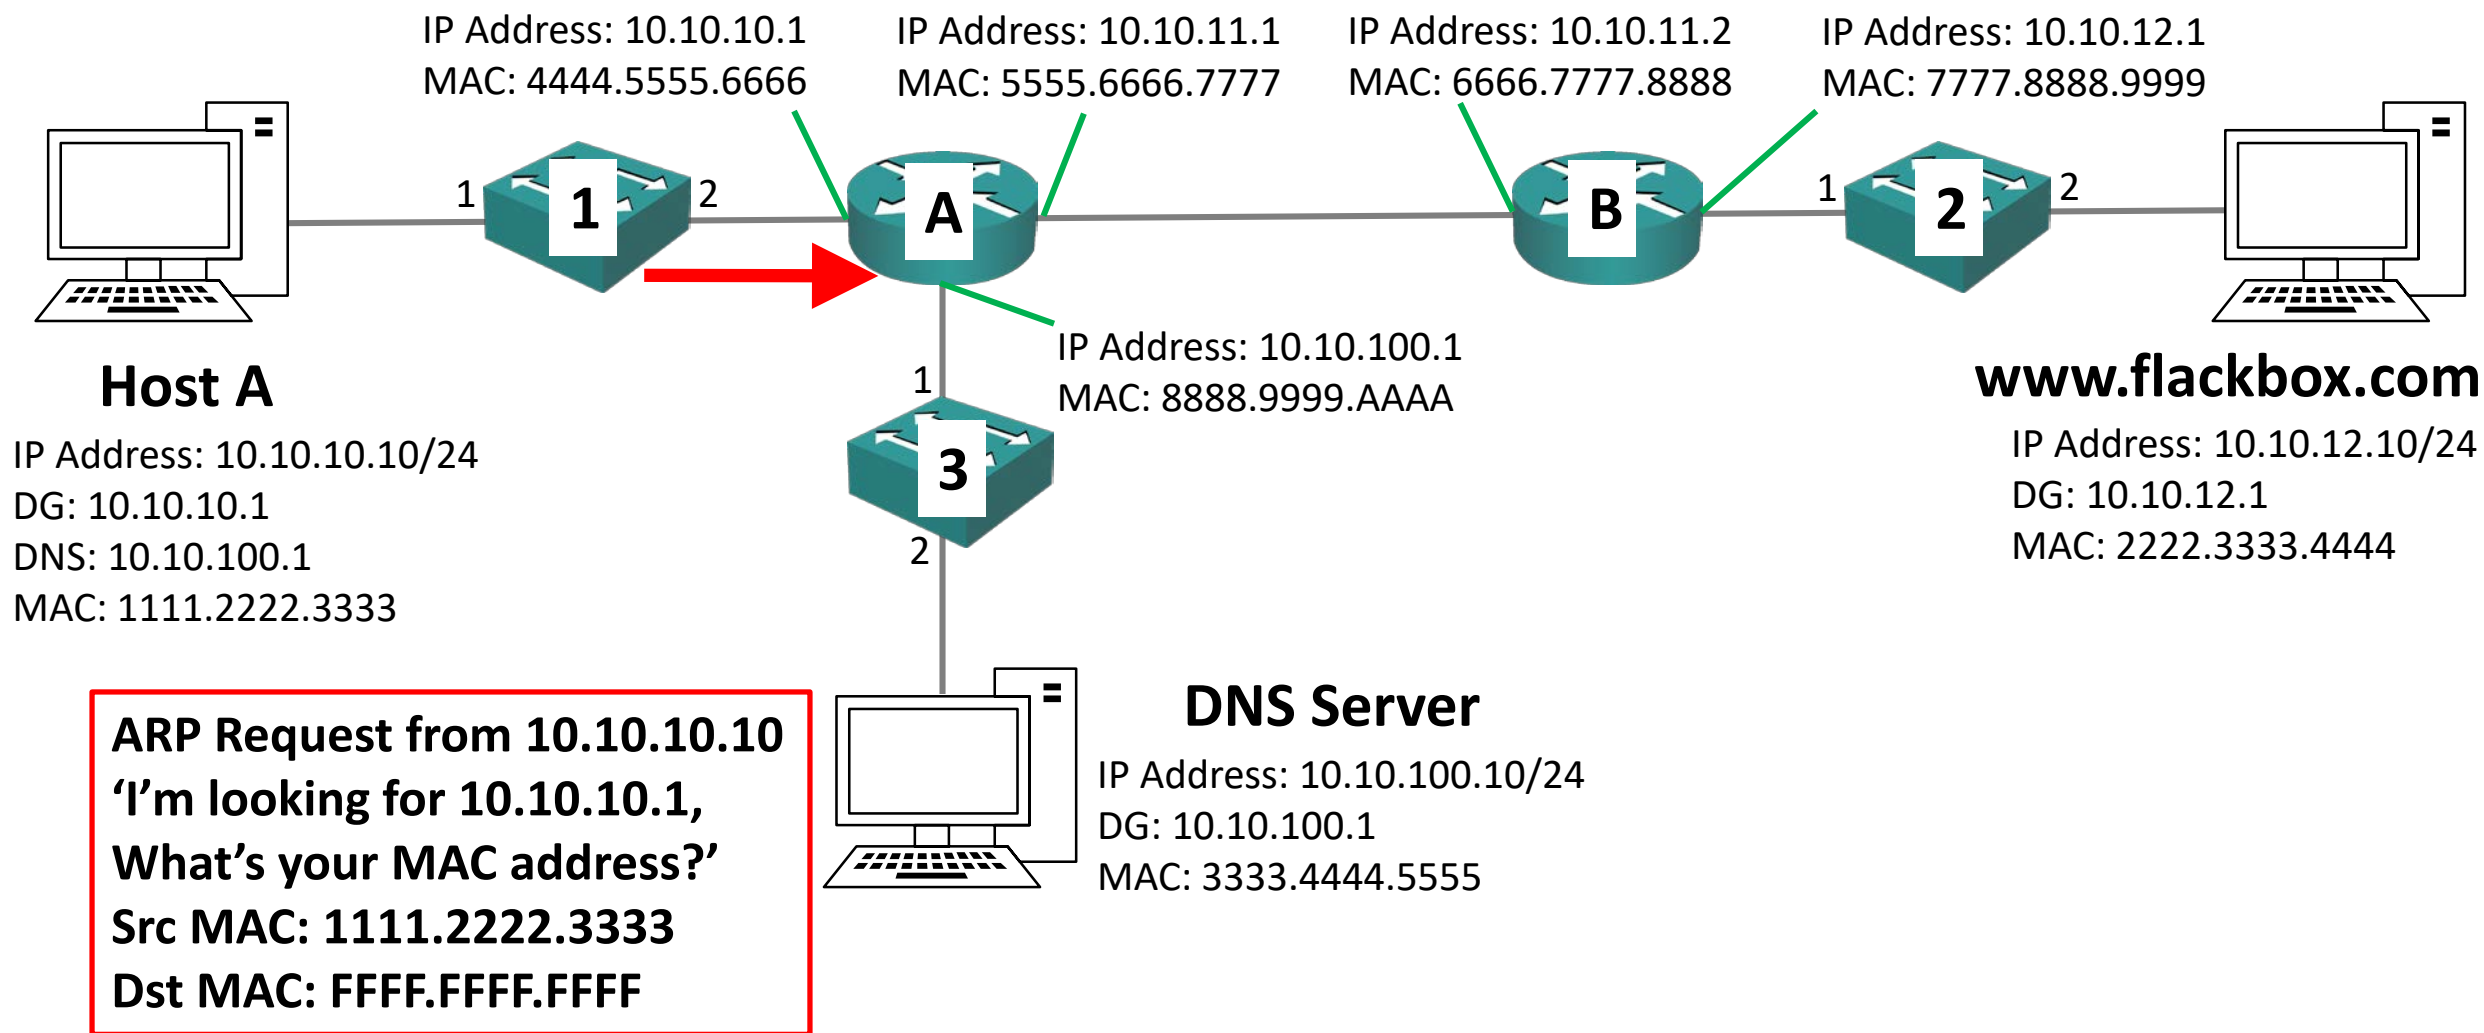 IP Address: 10.10.10.1
MAC: 4444.5555.6666
IP Address: 10.10.11.1
MAC: 5555.6666.7777
IP Address: 10.10.11.2
MAC: 6666.7777.8888
IP Address: 10.10.12.1
MAC: 7777.8888.9999
1
1
2
A
B
1
2
2
Host A
IP Address: 10.10.10.10/24
DG: 10.10.10.1
DNS: 10.10.100.1
MAC: 1111.2222.3333
IP Address: 10.10.100.1
MAC: 8888.9999.AAAA
1
3
2
www.flackbox.com
IP Address: 10.10.12.10/24
DG: 10.10.12.1
MAC: 2222.3333.4444
ARP Request from 10.10.10.10
‘I’m looking for 10.10.10.1,
What’s your MAC address?’
Src MAC: 1111.2222.3333
Dst MAC: FFFF.FFFF.FFFF
DNS Server
IP Address: 10.10.100.10/24
DG: 10.10.100.1
MAC: 3333.4444.5555